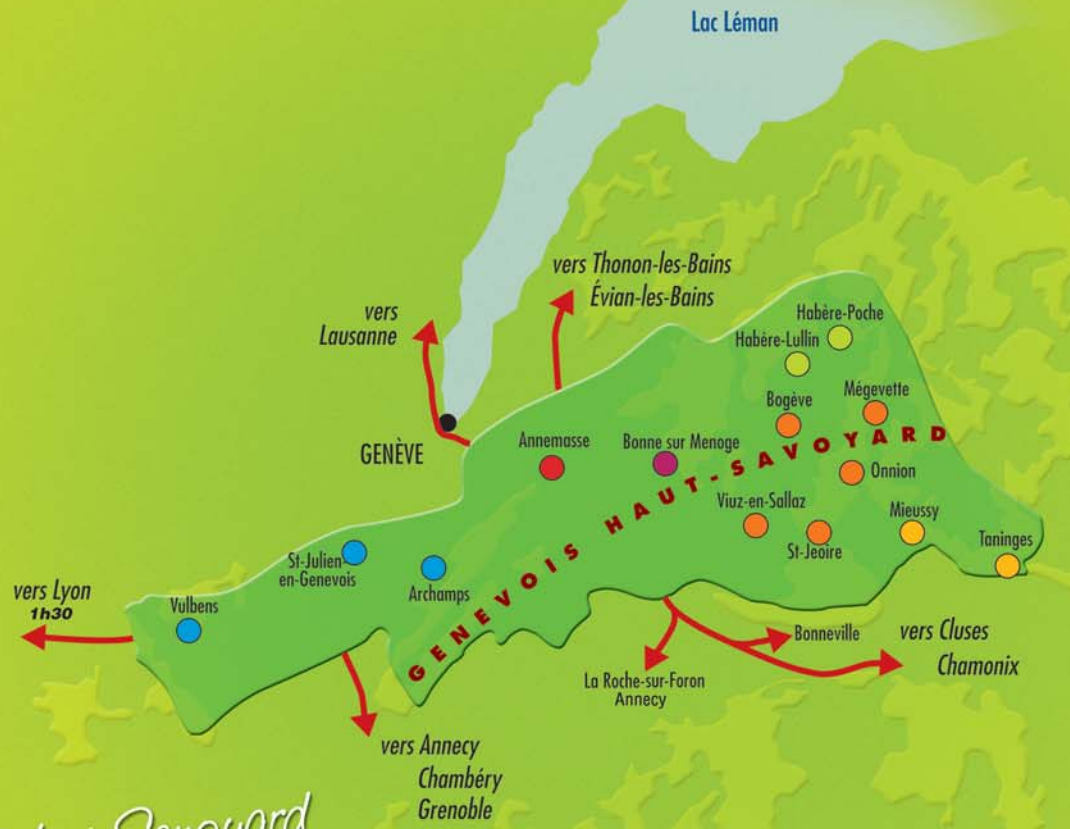 Lac Léman
vers Thonon-les-Bains
Évian-les-Bains
vers
Lausanne
Habère-Poche
Habère-Lullin
Mégevette
Bogève
GENÈVE
Annemasse
Bonne sur Menoge
GENEVOIS HAUT-SAVOYARD
Onnion
Viuz-en-Sallaz
Mieussy
St-Jeoire
Taninges
St-Julien-
en-Genevois
Archamps
vers Lyon
1h30
Vulbens
Bonneville
vers Cluses
Chamonix
La Roche-sur-Foron
Annecy
vers Annecy
Chambéry
Grenoble